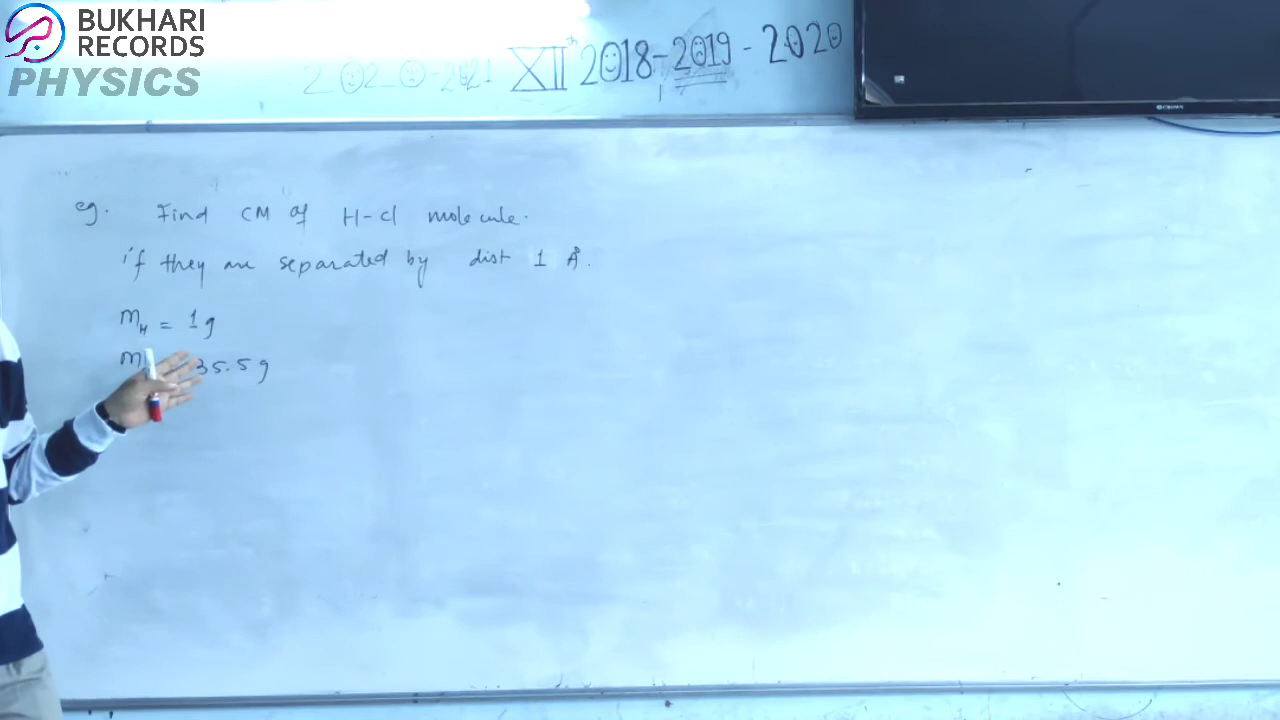 BUKHARI
RECORDS
PHYSICS
2020-2021 XIIth 2018-2019-2020
CROWN
eg. Find CM of H-Cl molecule.
if they are separated by dist 1 Å.
mH = 1g
m 35.5g